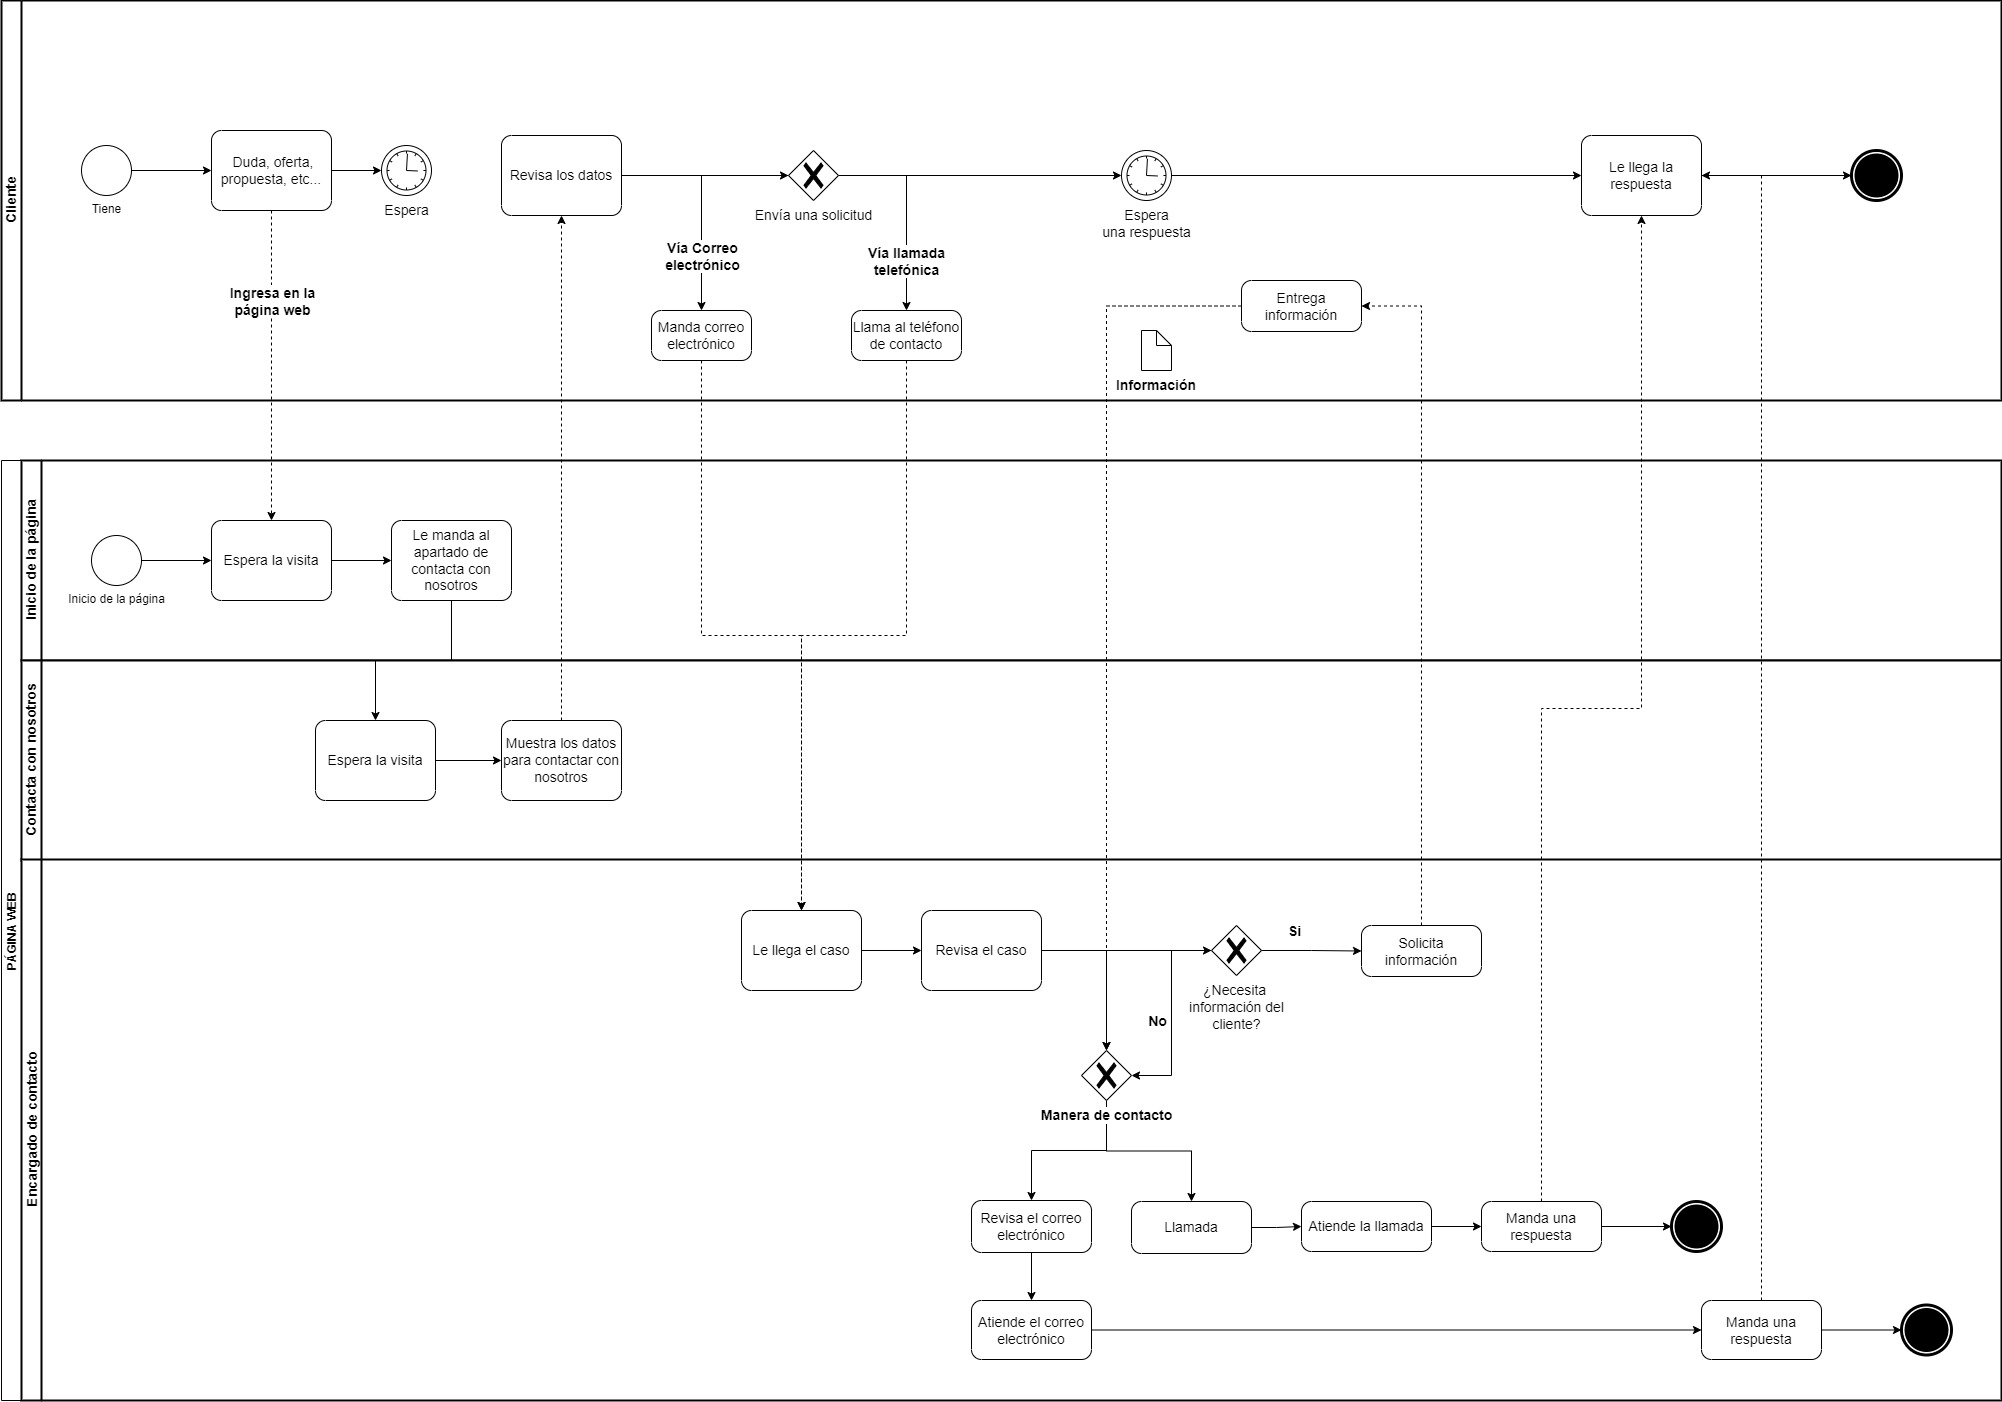 Cliente
Tiene
Duda, oferta,
propuesta, etc...
Espera
Ingresa en la
página web
Revisa los datos
Vía Correo
electrónico
Manda correo
electrónico
Envía una solicitud
Vía llamada
telefónica
Llama al teléfono
de contacto
Espera
una respuesta
Entrega
información
Información
Le llega la
respuesta
PÁGINA WEB
Inicio de la página
Inicio de la página
Espera la visita
Le manda al
apartado de
contacta con
nosotros
Contacta con nosotros
Espera la visita
Muestra los datos
para contactar con
nosotros
Encargado de contacto
Le llega el caso
Revisa el caso
¿Necesita
información del
cliente?
Si
No
Solicita
información
Manera de contacto
Revisa el correo
electrónico
Llamada
Atiende la llamada
Manda una
respuesta
Atiende el correo
electrónico
Manda una
respuesta